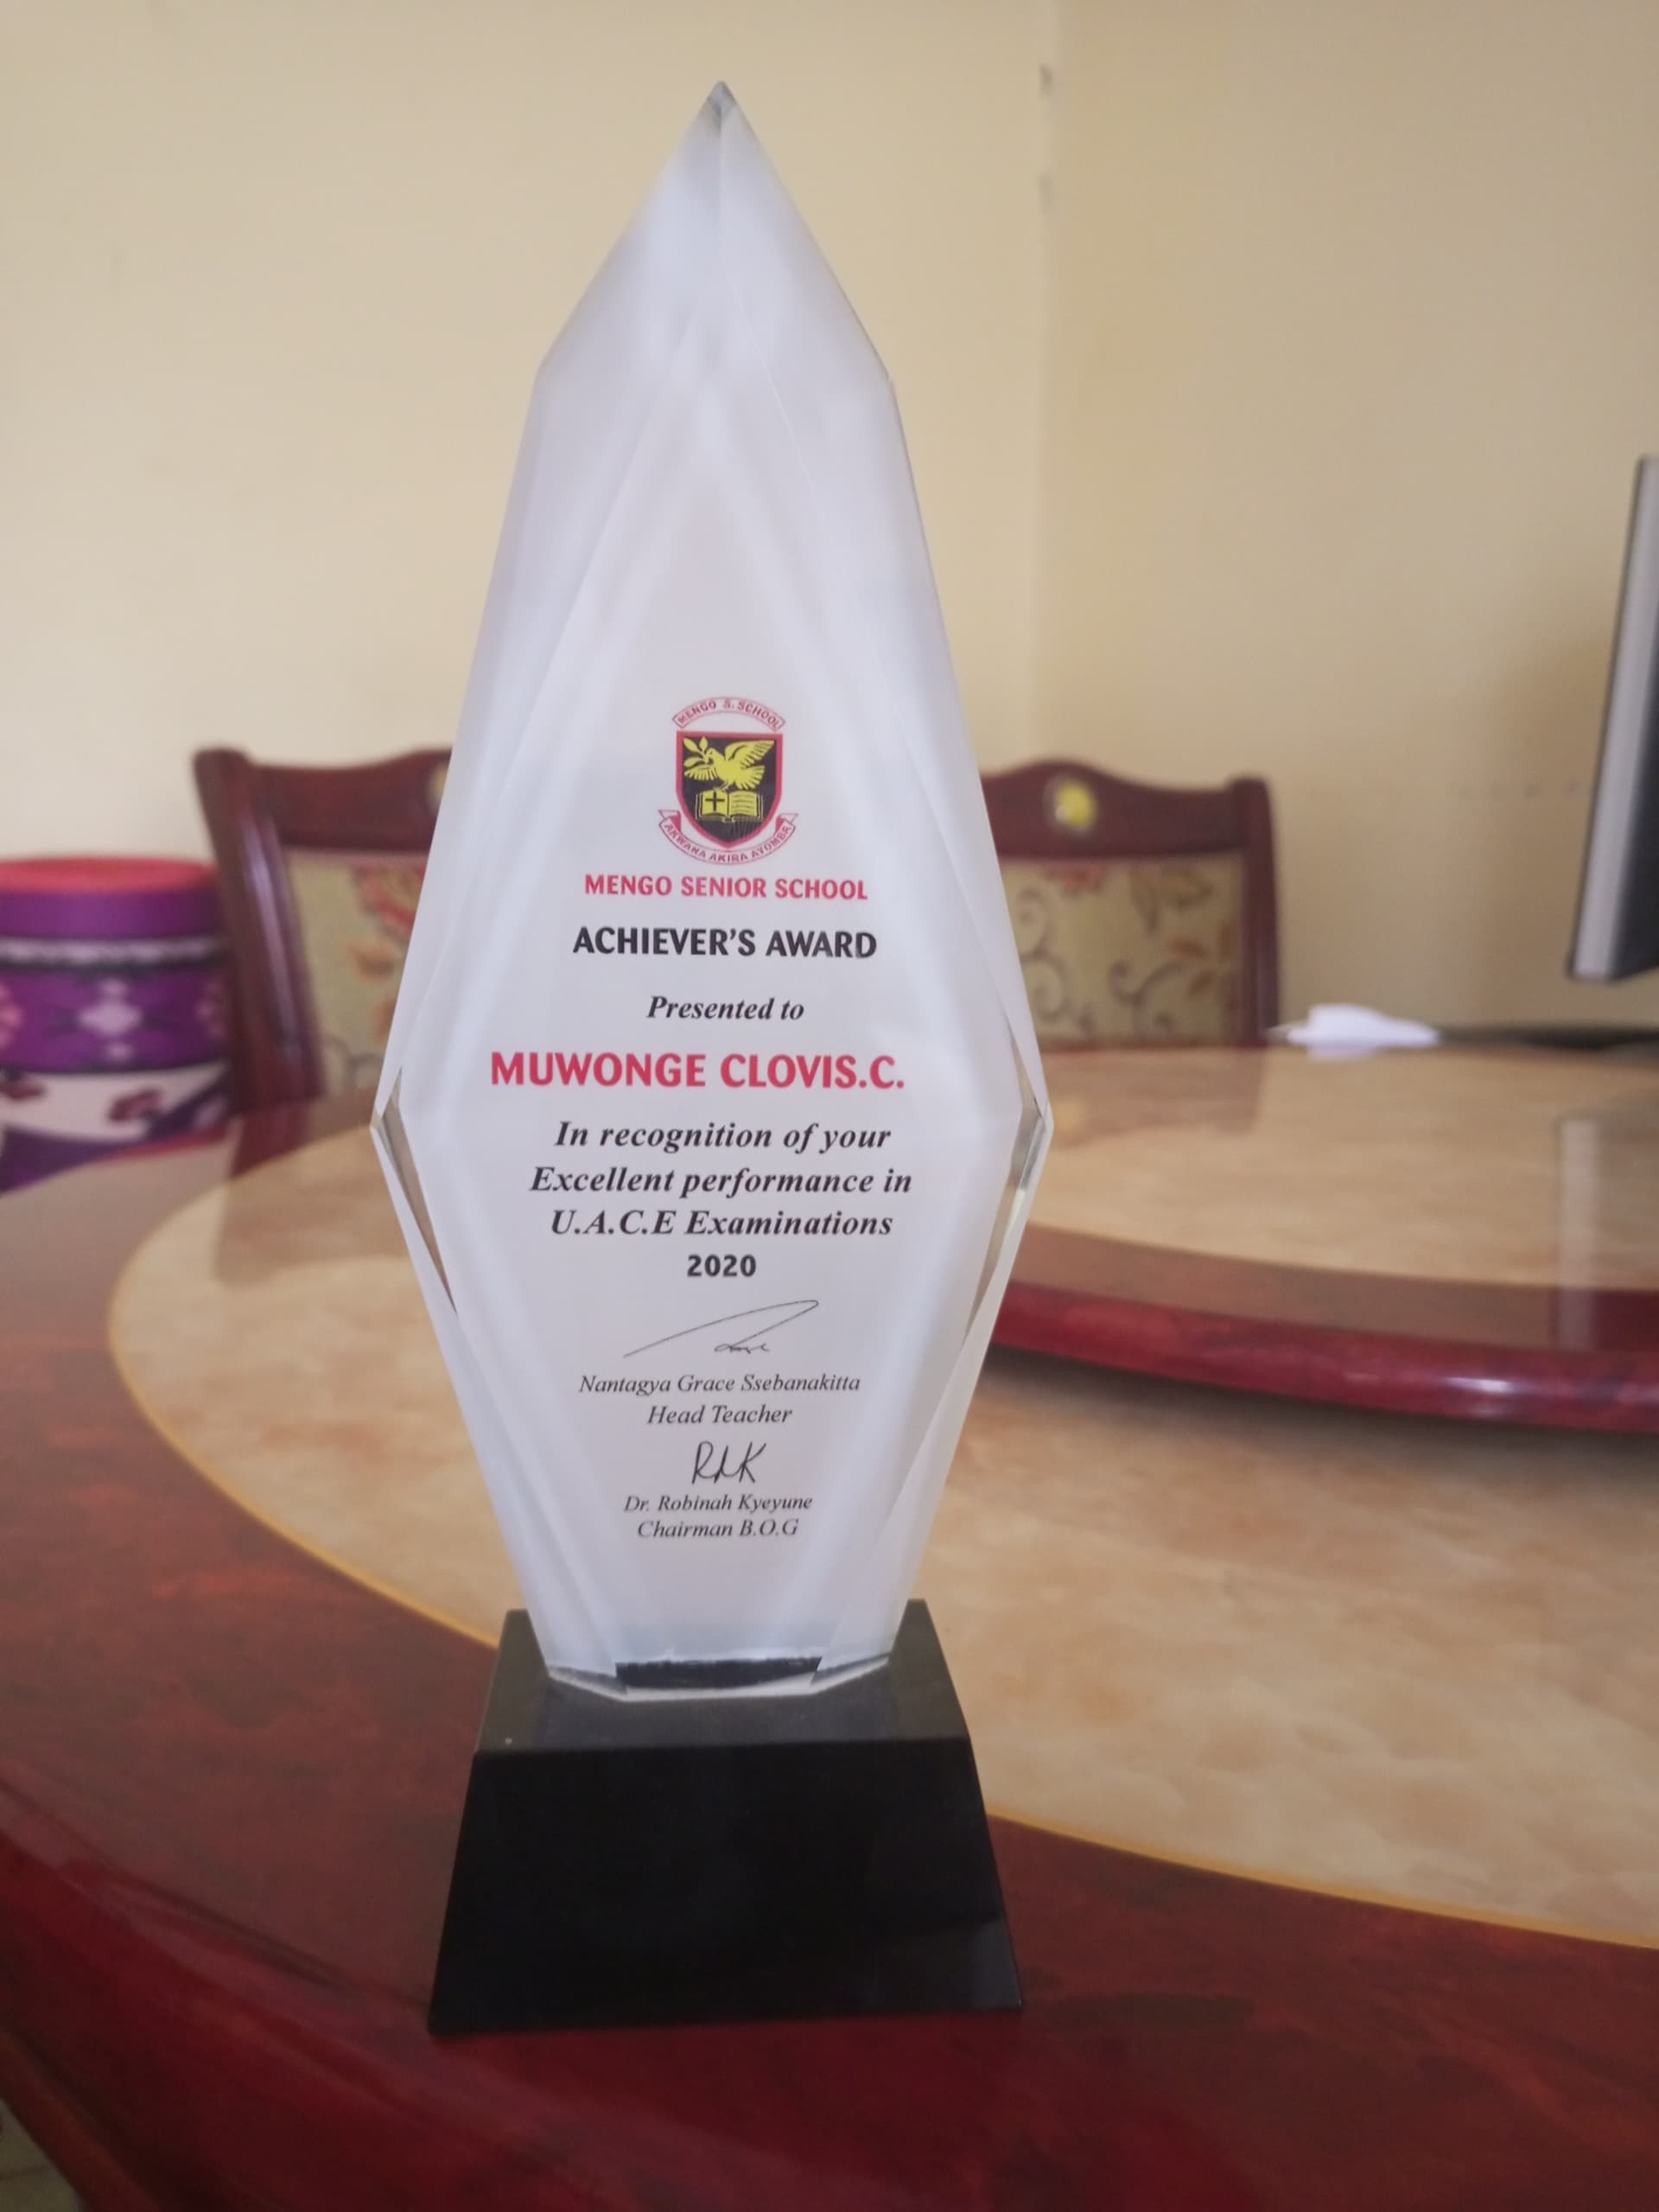 MENGO S. SCHOOL
AKWANA AKIRA AYOMBA
MENGO SENIOR SCHOOL
ACHIEVER'S AWARD
Presented to
MUWONGE CLOVIS.C.
In recognition of your
Excellent performance in
U.A.C.E Examinations
2020
Nantagya Grace Ssebanakitta
Head Teacher
RLK
Dr. Robinah Kyeyune
Chairman B.O.G